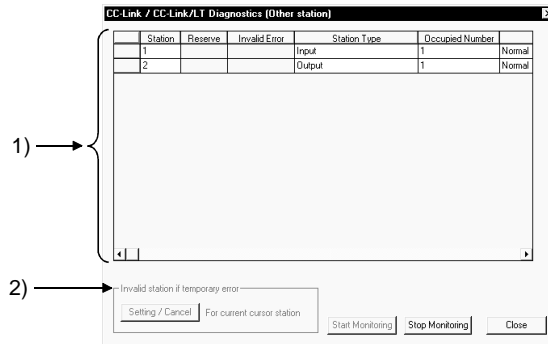 CC-Link / CC-Link/LT Diagnostics (Other station)
Station Reserve Invalid Error Station Type Occupied Number
1 Input 1 Normal
2 Output 1 Normal
1)
2)
Invalid station if temporary error
Setting / Cancel For current cursor station
Start Monitoring Stop Monitoring Close